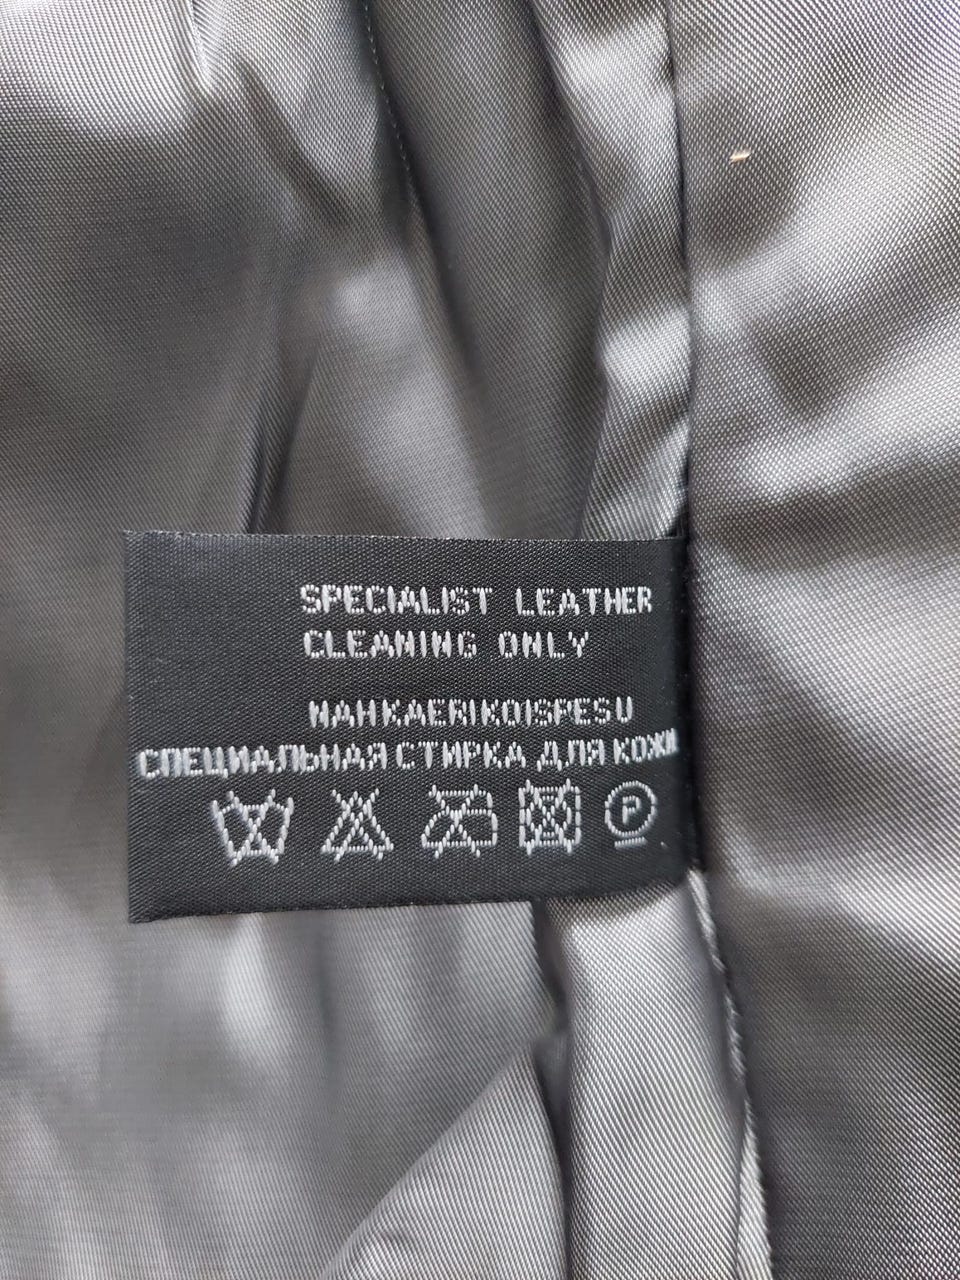 SPECIALIST LEATHER
CLEANING ONLY
NAHKAERIKOISPESU
СПЕЦИАЛЬНАЯ СТИРКА ДЛЯ КОЖИ
P